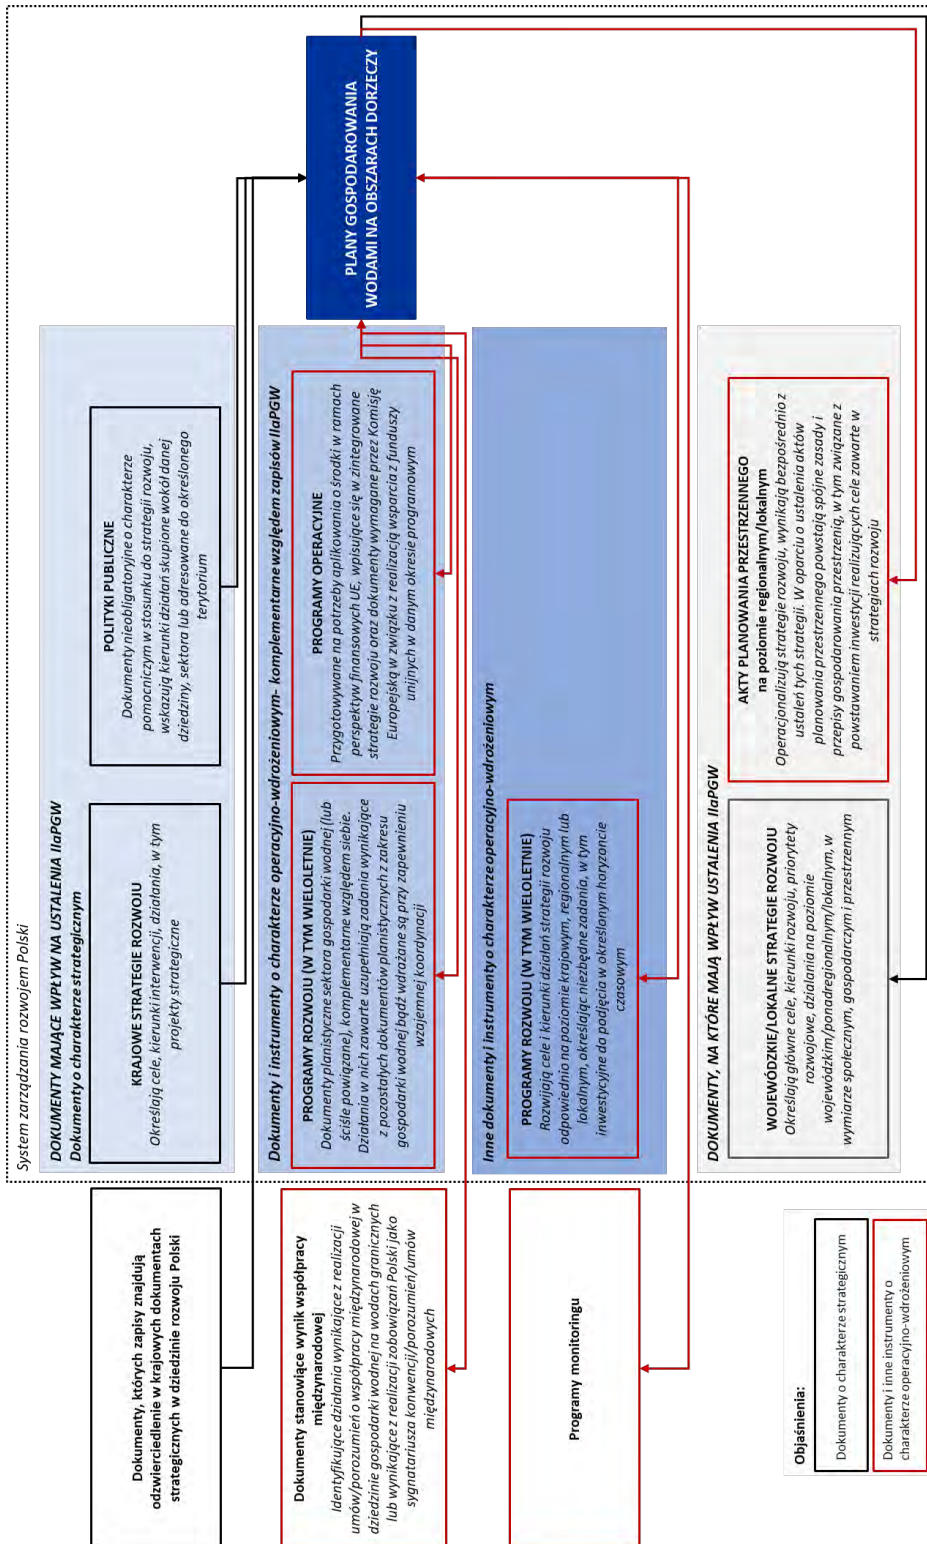 System zarządzania rozwojem Polski
DOKUMENTY MAJĄCE WPŁYW NA USTALENIA IIaPGW
Dokumenty o charakterze strategicznym
Dokumenty, których zapisy znajdują
odzwierciedlenie w krajowych dokumentach
strategicznych w dziedzinie rozwoju Polski
KRAJOWE STRATEGIE ROZWOJU
Określają cele, kierunki interwencji, działania, w tym
projekty strategiczne
POLITYKI PUBLICZNE
Dokumenty nieobligatoryjne o charakterze
pomocniczym w stosunku do strategii rozwoju,
wskazują kierunki działań skupione wokół danej
dziedziny, sektora lub adresowane do określonego
terytorium
PLANY GOSPODAROWANIA
WODAMI NA OBSZARACH DORZECZY
Dokumenty i instrumenty o charakterze operacyjno-wdrożeniowym- komplementarne względem zapisów IIaPGW
Dokumenty stanowiące wynik współpracy
międzynarodowej
Identyfikujące działania wynikające z realizacji
umów/porozumień o współpracy międzynarodowej w
dziedzinie gospodarki wodnej na wodach granicznych
lub wynikające z realizacji zobowiązań Polski jako
sygnatariusza konwencji/porozumień/umów
międzynarodowych
PROGRAMY ROZWOJU (W TYM WIELOLETNIE)
Dokumenty planistyczne sektora gospodarki wodnej (lub
ściśle powiązane), komplementarne względem siebie.
Działania w nich zawarte uzupełniają zadania wynikające
z pozostałych dokumentów planistycznych z zakresu
gospodarki wodnej bądź wdrożane są przy zapewnieniu
wzajemnej koordynacji
PROGRAMY OPERACYJNE
Przygotowywane na potrzeby aplikowania o środki w ramach
perspektyw finansowych UE, wpisujące się w zintegrowane
strategie rozwoju oraz dokumenty wymagane przez Komisję
Europejską w związku z realizacją wsparcia z funduszy
unijnych w danym okresie programowym
Inne dokumenty i instrumenty o charakterze operacyjno-wdrożeniowym
Programy monitoringu
PROGRAMY ROZWOJU (W TYM WIELOLETNIE)
Rozwijają cele i kierunki działań strategii rozwoju
odpowiednio na poziomie krajowym, regionalnym lub
lokalnym, określając niezbędne zadania, w tym
inwestycyjne do podjęcia w określonym horyzoncie
czasowym
DOKUMENTY, NA KTÓRE MAJĄ WPŁYW USTALENIA IIaPGW
WOJEWÓDZKIE/LOKALNE STRATEGIE ROZWOJU
Określają główne cele, kierunki rozwoju, priorytety
rozwojowe, działania na poziomie
wojewódzkim/ponadregionalnym/lokalnym, w
wymiarze społecznym, gospodarczym i przestrzennym
AKTY PLANOWANIA PRZESTRZENNEGO
na poziomie regionalnym/lokalnym
Operacjonalizują strategie rozwoju, wynikają bezpośrednio z
ustaleń tych strategii. W oparciu o ustalenia aktów
planowania przestrzennego powstają spójne zasady i
przepisy gospodarowania przestrzenią, w tym związane z
powstawaniem inwestycji realizujących cele zawarte w
strategiach rozwoju
Objaśnienia:
Dokumenty o charakterze strategicznym
Dokumenty i inne instrumenty o
charakterze operacyjno-wdrożeniowym